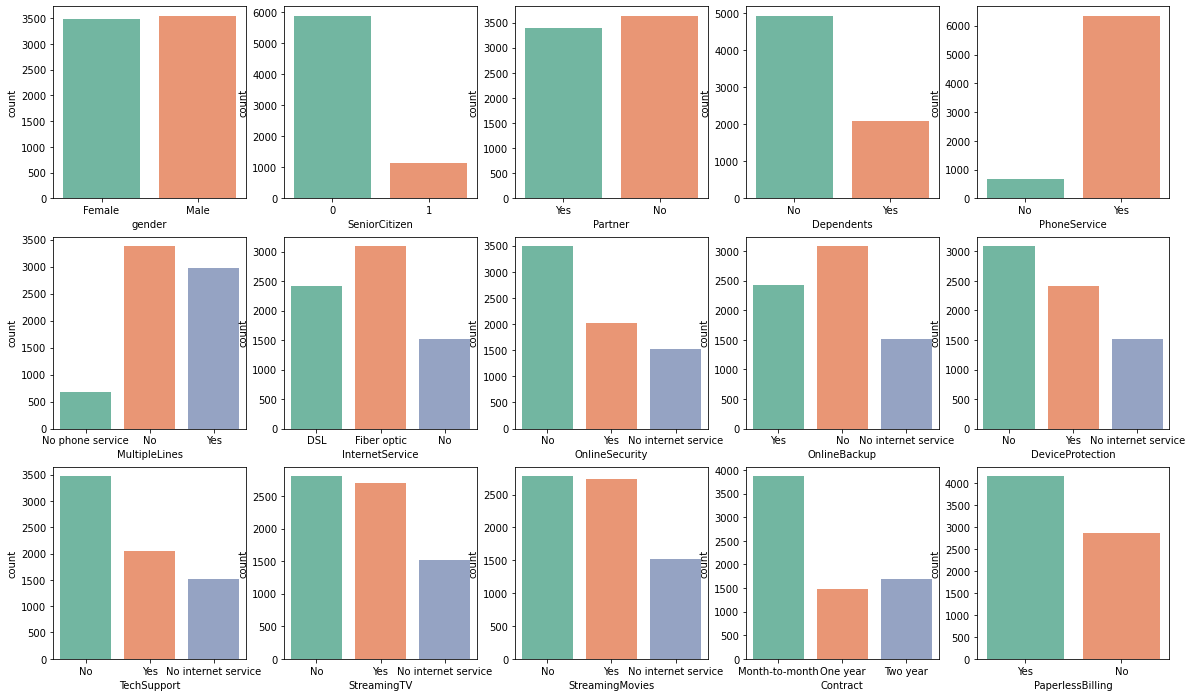 3500
3000
2500
2000
1500
1000
500
0
count
Female Male
gender
6000
5000
4000
3000
2000
1000
0
count
0 1
SeniorCitizen
3500
3000
2500
2000
1500
1000
500
0
count
Yes No
Partner
5000
4000
3000
2000
1000
0
count
No Yes
Dependents
6000
5000
4000
3000
2000
1000
0
count
No Yes
PhoneService
3500
3000
2500
2000
1500
1000
500
0
count
No phone service No Yes
MultipleLines
3000
2500
2000
1500
1000
500
0
count
DSL Fiber optic No
InternetService
3500
3000
2500
2000
1500
1000
500
0
count
No Yes No internet service
OnlineSecurity
3000
2500
2000
1500
1000
500
0
count
Yes No No internet service
OnlineBackup
3000
2500
2000
1500
1000
500
0
count
No Yes No internet service
DeviceProtection
3500
3000
2500
2000
1500
1000
500
0
count
No Yes No internet service
TechSupport
2500
2000
1500
1000
500
0
count
No Yes No internet service
StreamingTV
2500
2000
1500
1000
500
0
count
No Yes No internet service
StreamingMovies
4000
3500
3000
2500
2000
1500
1000
500
0
count
Month-to-month One year Two year
Contract
4000
3500
3000
2500
2000
1500
1000
500
0
count
Yes No
PaperlessBilling